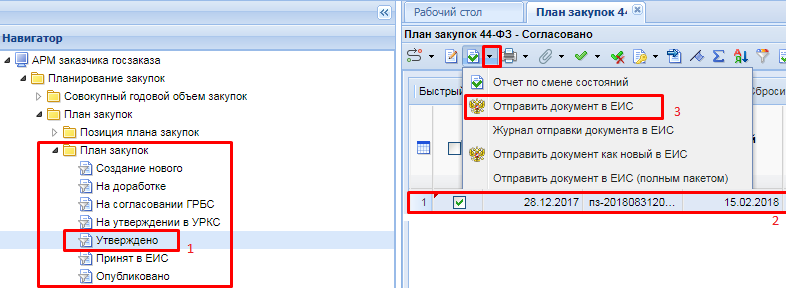 Навигатор
АРМ заказчика госзаказа
Планирование закупок
Совокупный годовой объем закупок
План закупок
Позиция плана закупок
План закупок
Создание нового
На доработке
На согласовании ГРБС
На утверждении в УРКС
Утверждено
1
Принят в ЕИС
Опубликовано
Рабочий стол
План закупок 44-
План закупок 44-ФЗ - Согласовано
Быстрый
Сброси
Отчет по смене состояний
Отправить документ в ЕИС
3
Журнал отправки документа в ЕИС
Отправить документ как новый в ЕИС
Отправить документ в ЕИС (полным пакетом)
1 28.12.2017 пз-2018083120... 15.02.2018
2